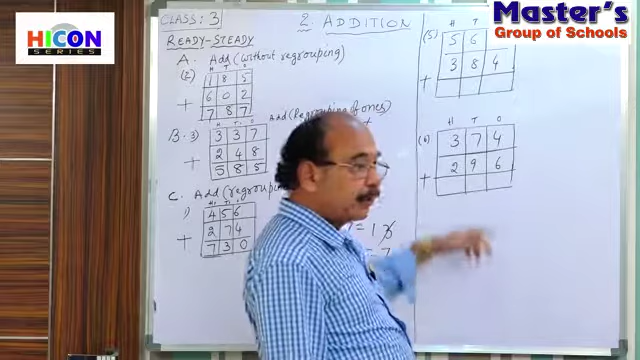 HICON
SERIES
Master's
Group of Schools
CLASS: 3
2. ADDITION
READY-STEADY
A. Add (without regrouping)
H T O
1 8 5
+ 6 0 2
7 8 7
Add (Regrouping of ones)
B. 3)
H T O
3 3 7
+ 2 4 8
5 8 5
C. Add (regrouping
1)
H T O
4 5 6
+ 2 7 4
7 3 0
= 1
= 7
(5)
H T
5 6
3 8 4
+
(6)
H T O
3 7 4
2 9 6
+